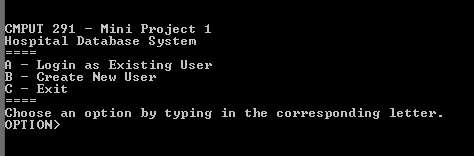 CMPUT 291 - Mini Project 1
Hospital Database System
====
A - Login as Existing User
B - Create New User
C - Exit
====
Choose an option by typing in the corresponding letter.
OPTION>